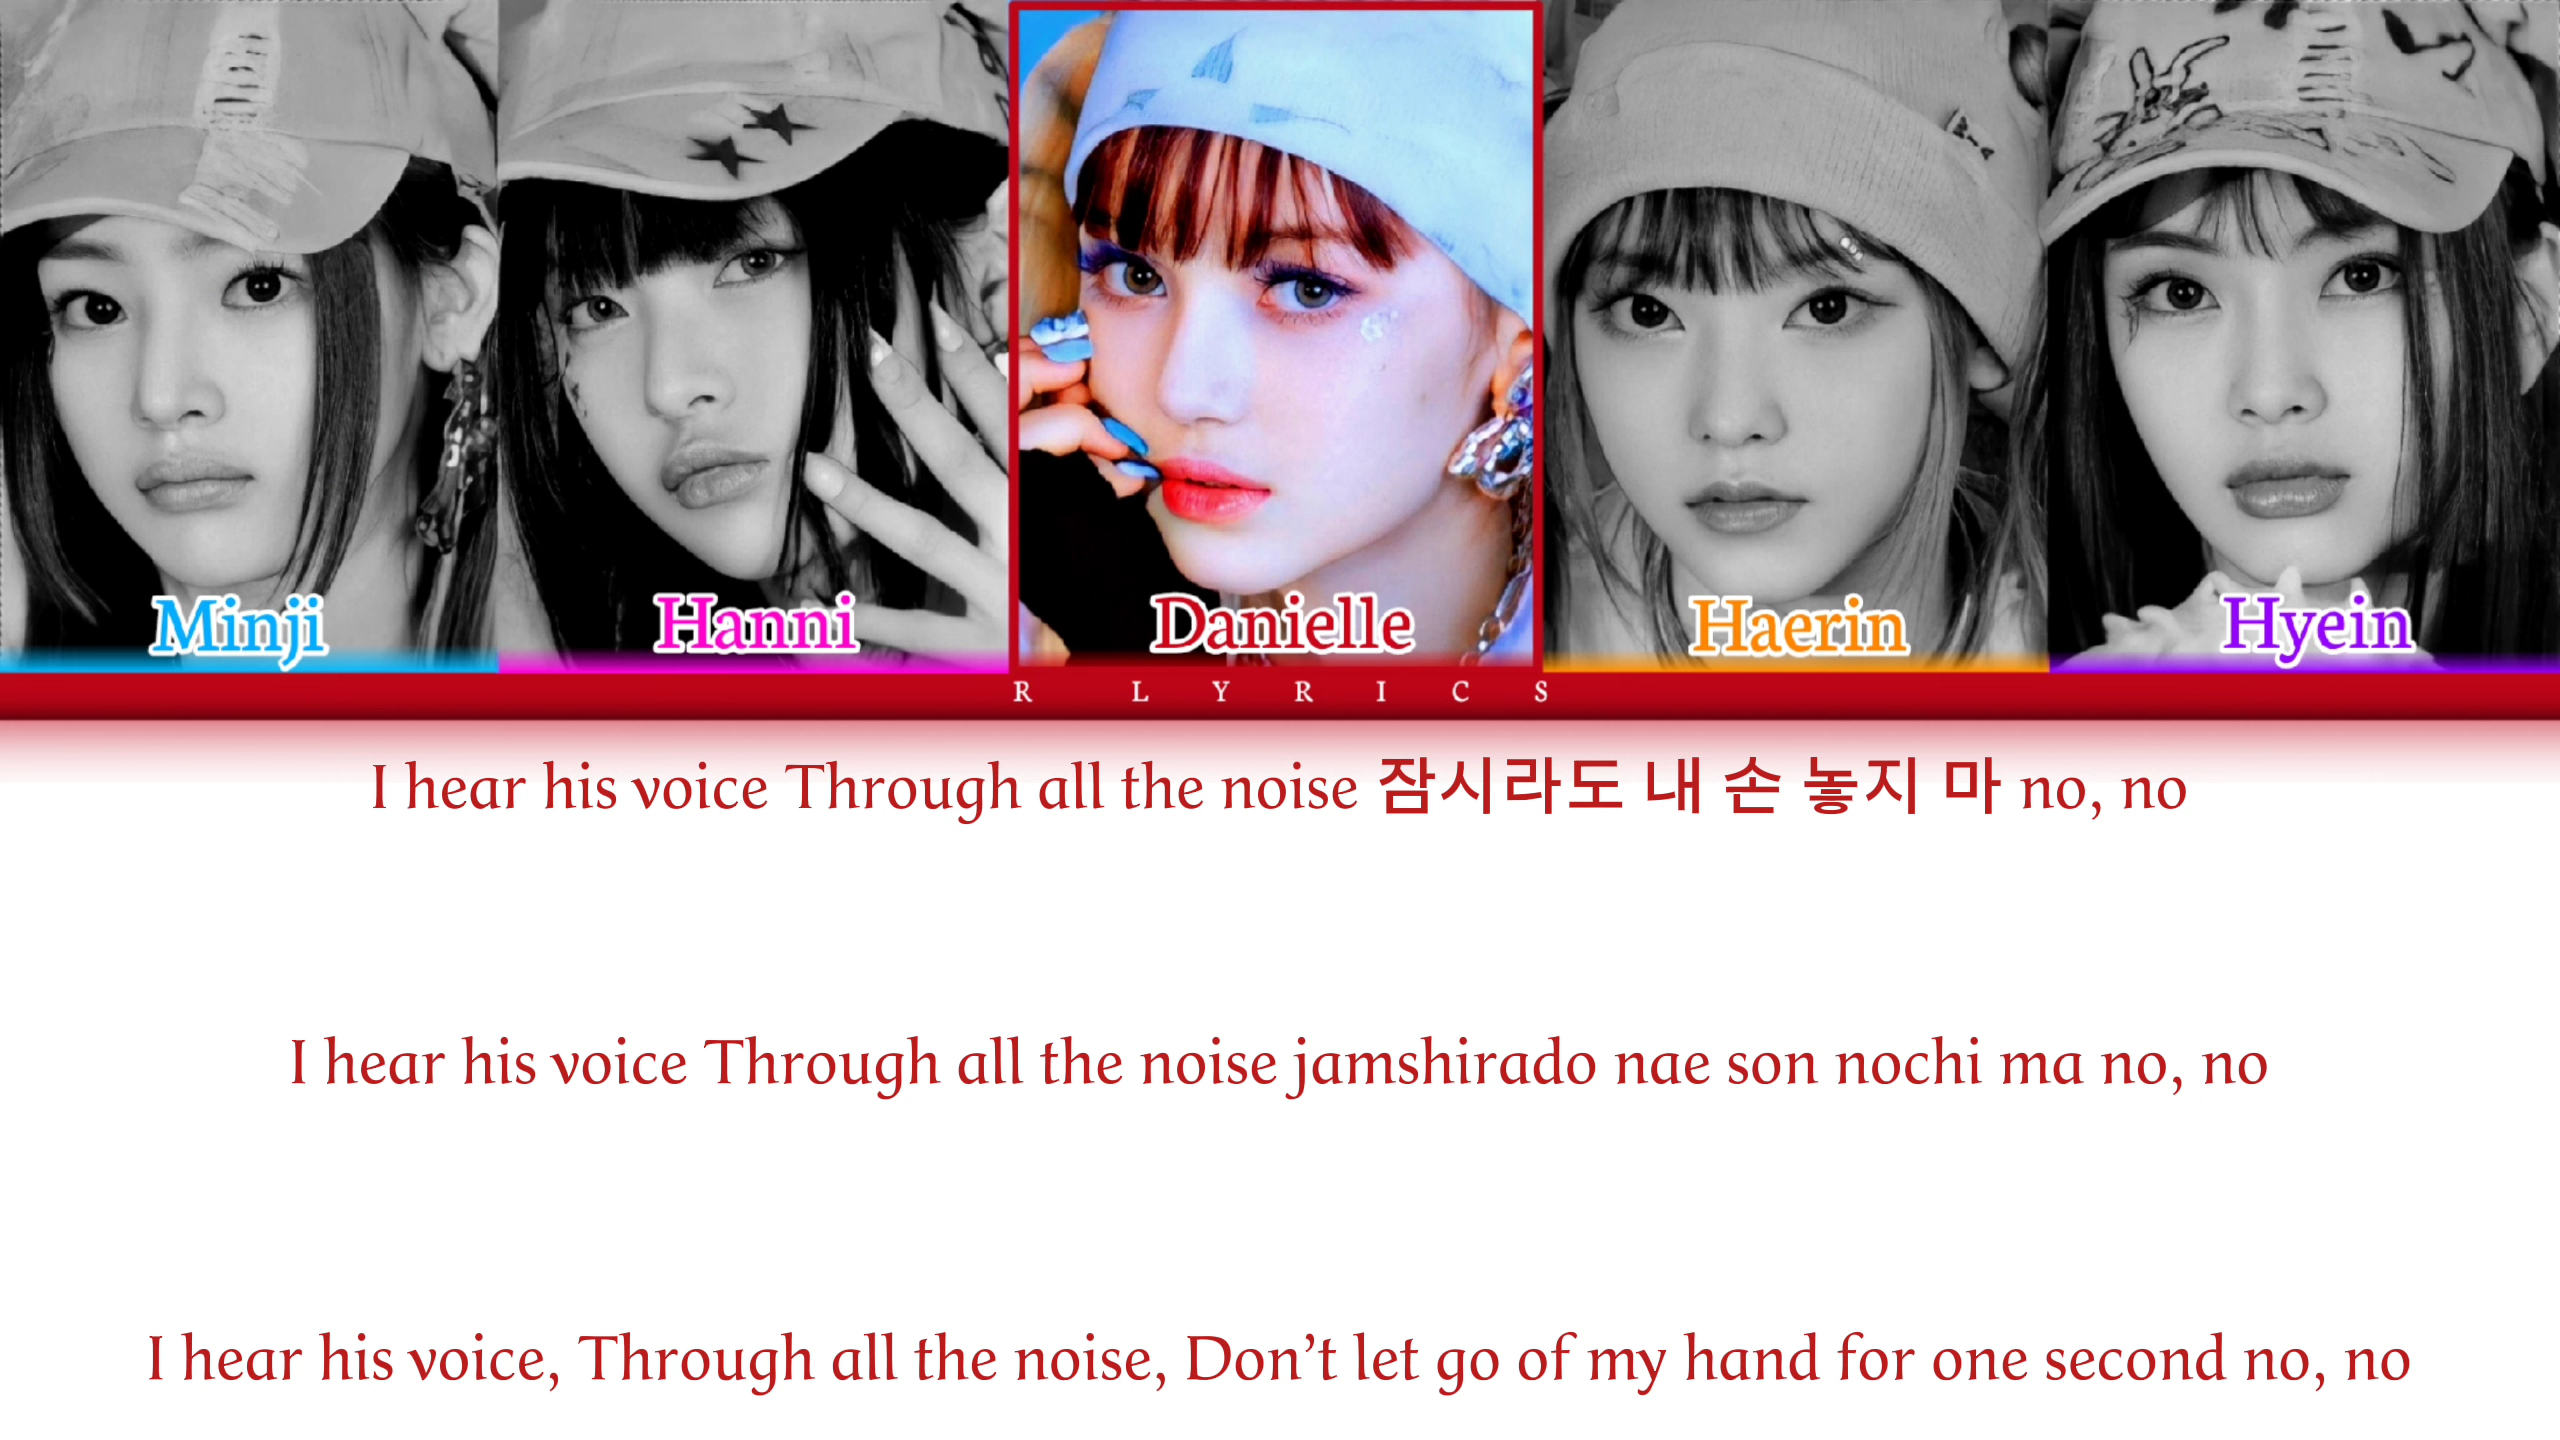 Minji
Hanni
Danielle
Haerin
Hyein
R LYRICS
I hear his voice Through all the noise 잠시라도 내 손 놓지 마 no, no
I hear his voice Through all the noise jamshirado nae son nochi ma no, no
I hear his voice, Through all the noise, Don’t let go of my hand for one second no, no